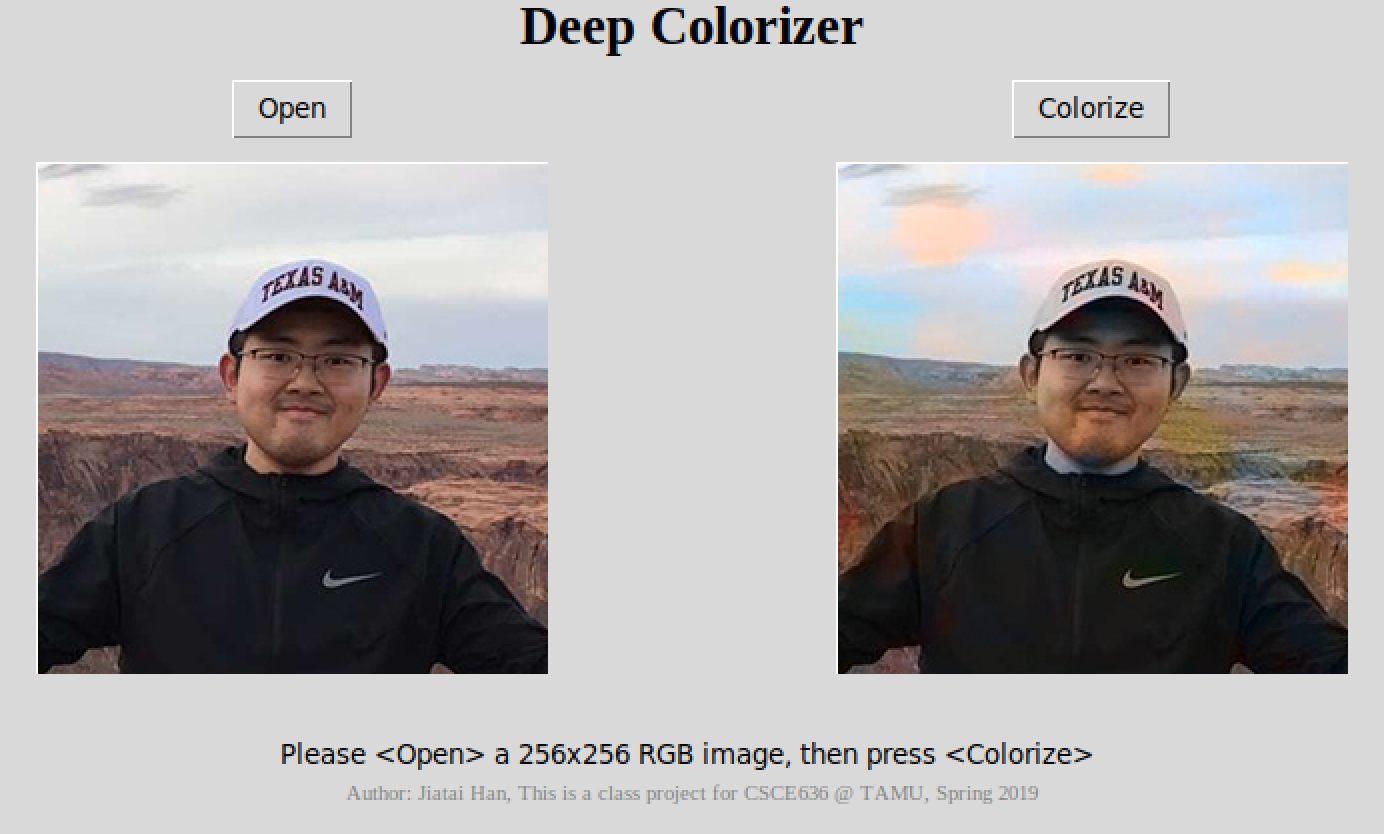 Deep Colorizer
Open
Colorize
TEXAS A&M
TEXAS A&M
Please <Open> a 256x256 RGB image, then press <Colorize>
Author: Jiatai Han, This is a class project for CSCE636 @ TAMU, Spring 2019